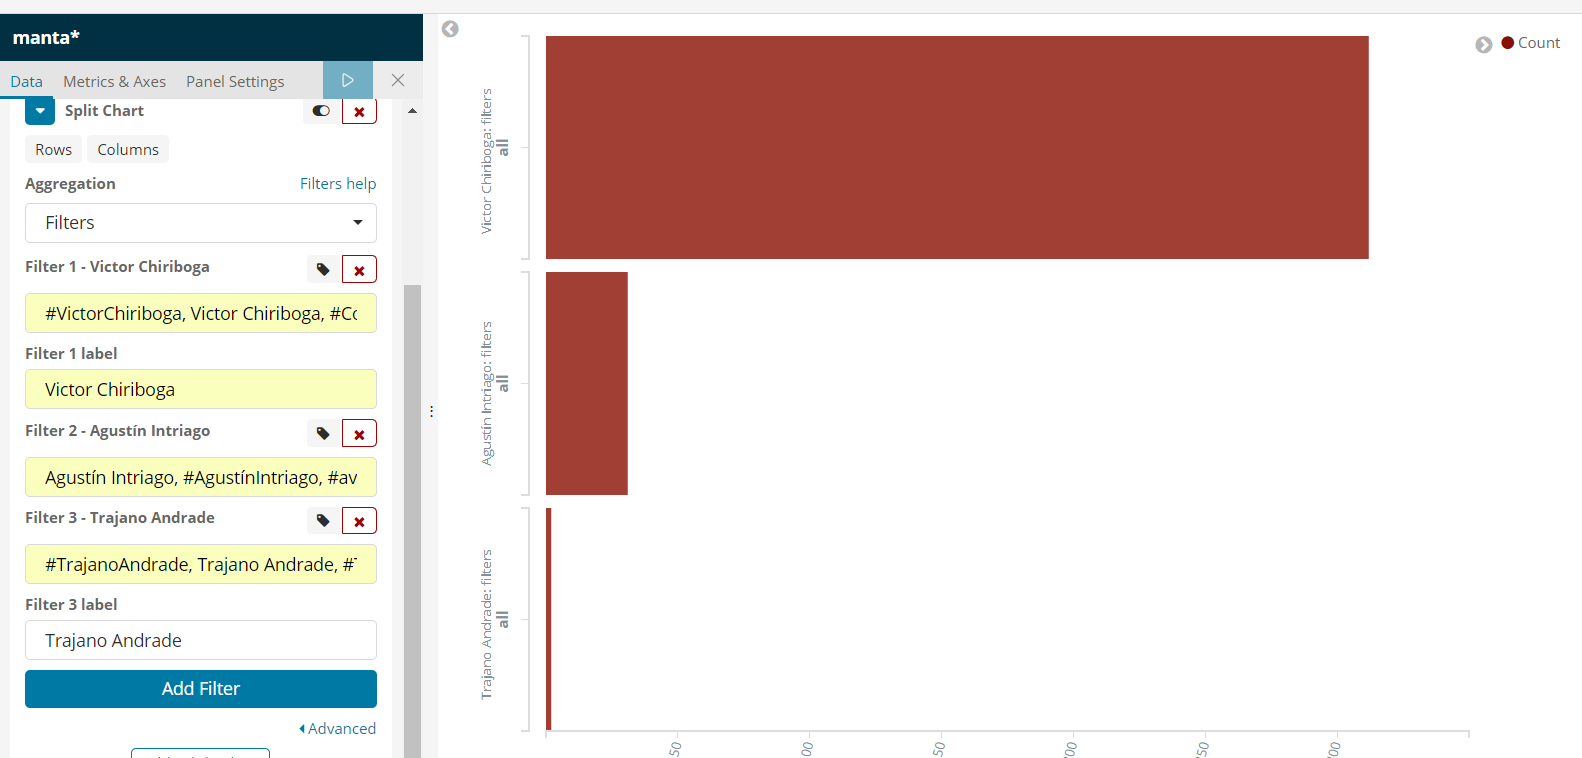 manta*
Data Metrics & Axes Panel Settings
Split Chart
Rows Columns
Aggregation Filters help
Filters
Filter 1 - Victor Chiriboga
#VictorChiriboga, Victor Chiriboga, #Co
Filter 1 label
Victor Chiriboga
Filter 2 - Agustín Intriago
Agustín Intriago, #AgustínIntriago, #av
Filter 3 - Trajano Andrade
#TrajanoAndrade, Trajano Andrade, #T
Filter 3 label
Trajano Andrade
Add Filter
Advanced
Victor Chiriboga: filters
all
Agustín Intriago: filters
all
Trajano Andrade: filters
all
Count